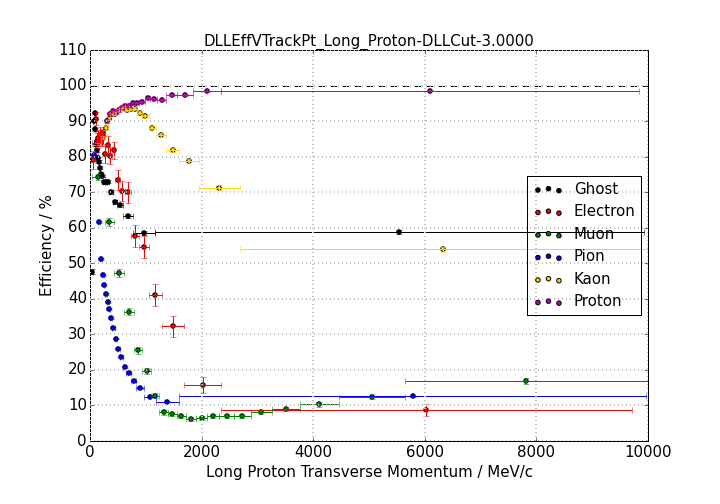 DLLEffVTrackPt_Long_Proton-DLLCut-3.0000
110
100
90
80
70
60
50
40
30
20
10
0
Efficiency / %
Ghost
Electron
Muon
Pion
Kaon
Proton
0 2000 4000 6000 8000 10000
Long Proton Transverse Momentum / MeV/c